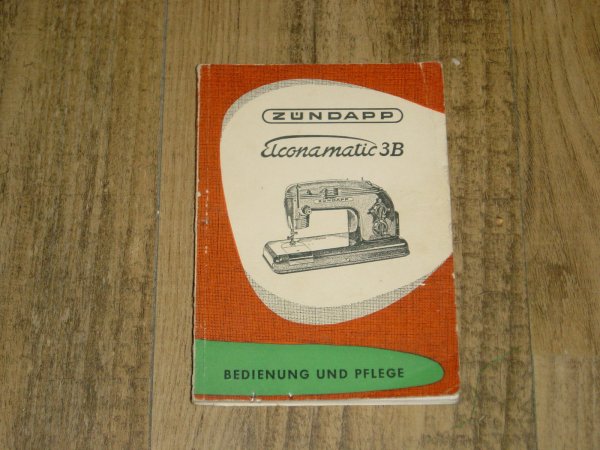 ZÜNDAPP
Elconamatic 3B
ZÜNDAPP
BEDIENUNG UND PFLEGE